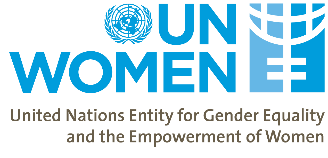 UN
WOMEN
United Nations Entity for Gender Equality
and the Empowerment of Women